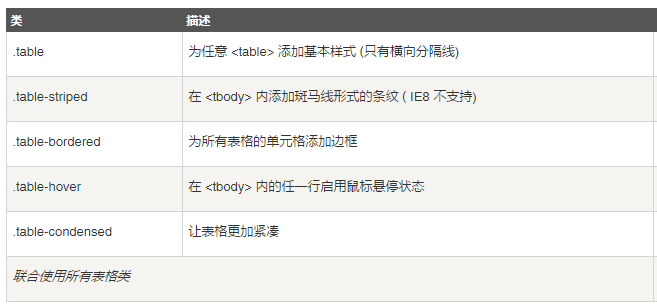 类 描述
.table 为任意 <table> 添加基本样式 (只有横向分隔线)
.table-striped 在 <tbody> 内添加斑马线形式的条纹 ( IE8 不支持)
.table-bordered 为所有表格的单元格添加边框
.table-hover 在 <tbody> 内的任一行启用鼠标悬停状态
.table-condensed 让表格更加紧凑
联合使用所有表格类